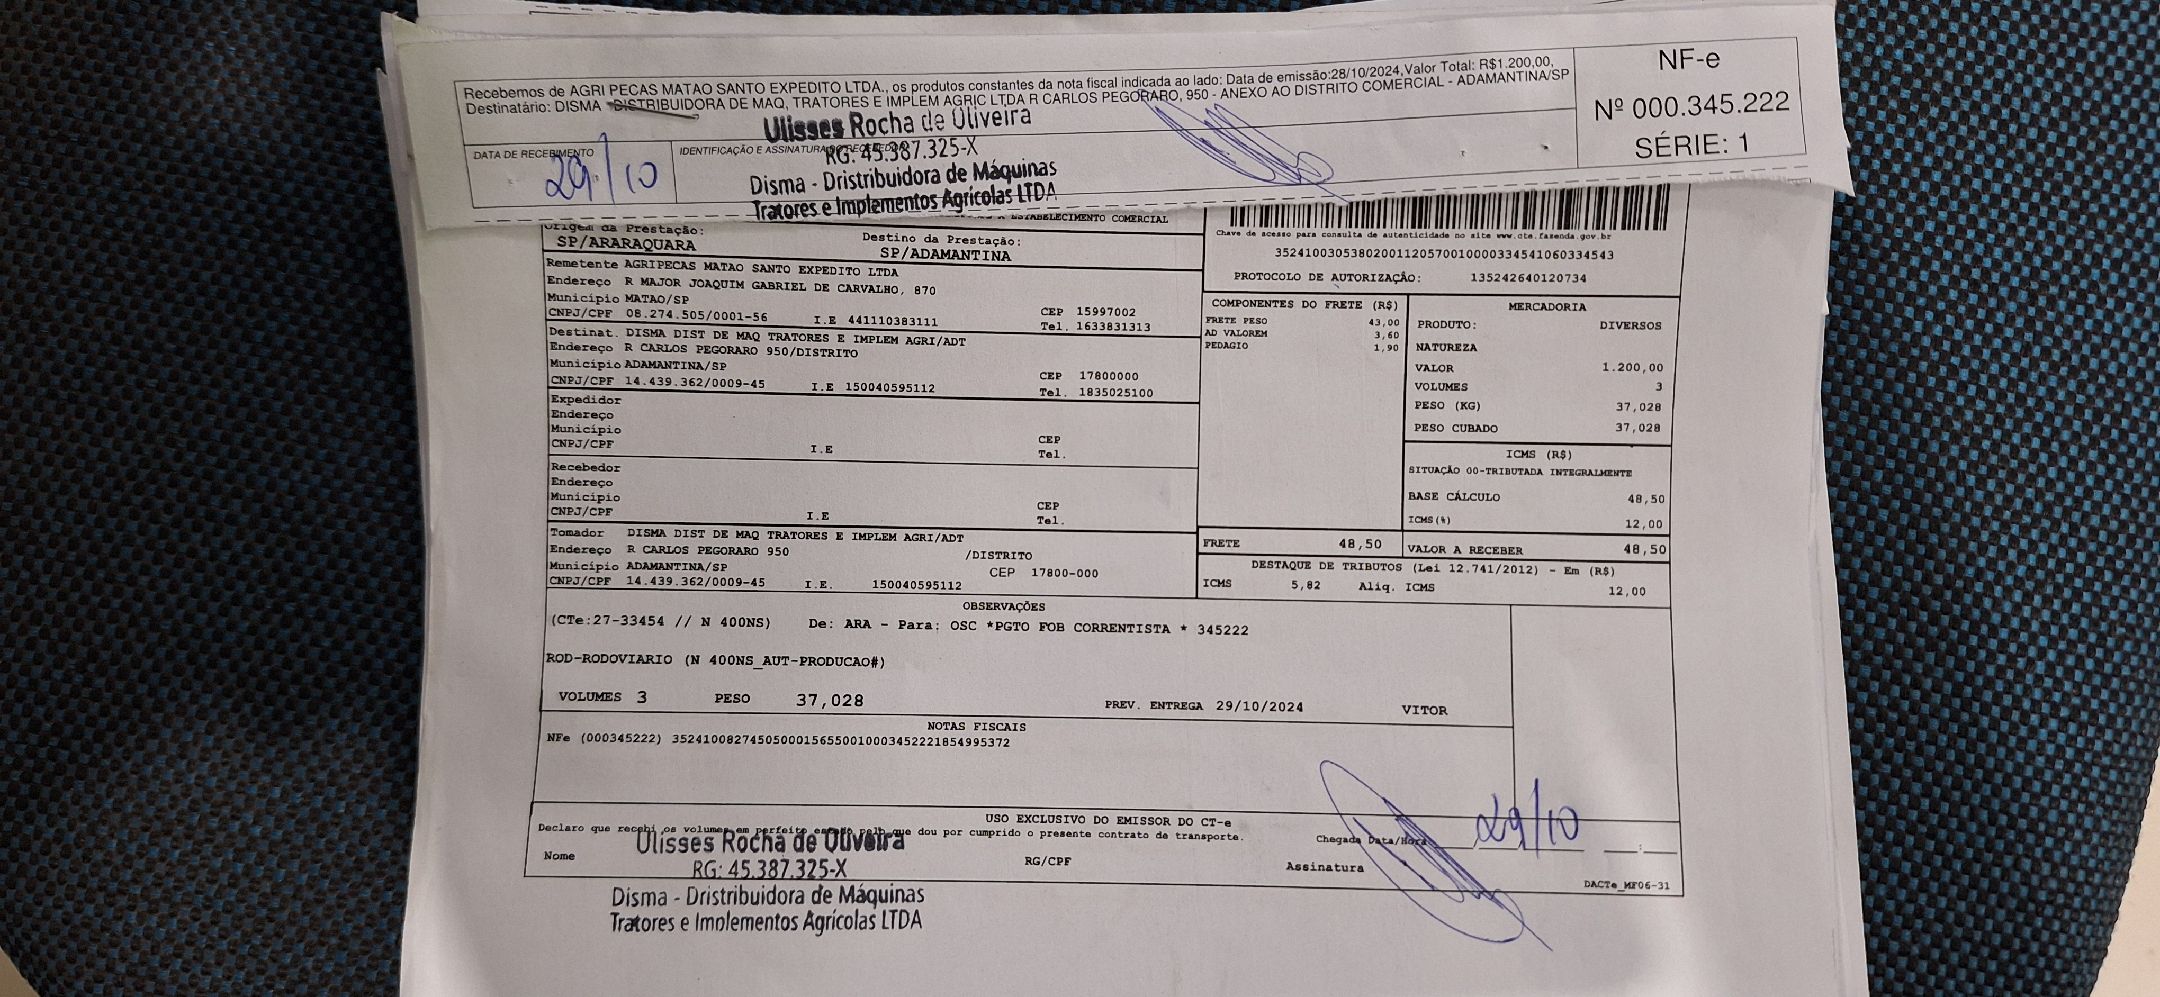 Recebemos de AGRI PECAS MATAO SANTO EXPEDITO LTDA., os produtos constantes da nota fiscal indicada ao lado: Data de emissão:28/10/2024,Valor Total: R$1.200,00,
Destinatário: DISMA - DISTRIBUIDORA DE MAQ, TRATORES E IMPLEM AGRIC LTDA R CARLOS PEGORARO, 950 - ANEXO AO DISTRITO COMERCIAL - ADAMANTINA/SP
NF-e
Nº 000.345.222
SÉRIE: 1
DATA DE RECEBIMENTO
29/10
IDENTIFICAÇÃO E ASSINATURA DO RECEBEDOR
Ulisses Rocha de Oliveira
RG: 45.387.325-X
Disma - Dristribuidora de Máquinas
Tratores e Implementos Agrícolas LTDA
ESTABELECIMENTO COMERCIAL
Origem da Prestação:
SP/ARARAQUARA
Destino da Prestação:
SP/ADAMANTINA
Remetente AGRIPECAS MATAO SANTO EXPEDITO LTDA
Endereço R MAJOR JOAQUIM GABRIEL DE CARVALHO, 870
Município MATAO/SP CEP 15997002
CNPJ/CPF 08.274.505/0001-56 I.E 441110383111 Tel. 1633831313
Destinat. DISMA DIST DE MAQ TRATORES E IMPLEM AGRI/ADT
Endereço R CARLOS PEGORARO 950/DISTRITO
Município ADAMANTINA/SP CEP 17800000
CNPJ/CPF 14.439.362/0009-45 I.E 150040595112 Tel. 1835025100
Expedidor
Endereço
Município CEP
CNPJ/CPF I.E Tel.
Recebedor
Endereço
Município CEP
CNPJ/CPF I.E Tel.
Tomador DISMA DIST DE MAQ TRATORES E IMPLEM AGRI/ADT
Endereço R CARLOS PEGORARO 950 /DISTRITO
Município ADAMANTINA/SP CEP 17800-000
CNPJ/CPF 14.439.362/0009-45 I.E. 150040595112
Chave de acesso para consulta de autenticidade no site www.cte.fazenda.gov.br
35241003053802001120570010000334541060334543
PROTOCOLO DE AUTORIZAÇÃO: 135242640120734
COMPONENTES DO FRETE (R$)
FRETE PESO 43,00
AD VALOREM 3,60
PEDAGIO 1,90
MERCADORIA
PRODUTO: DIVERSOS
NATUREZA
VALOR 1.200,00
VOLUMES 3
PESO (KG) 37,028
PESO CUBADO 37,028
ICMS (R$)
SITUAÇÃO 00-TRIBUTADA INTEGRALMENTE
BASE CÁLCULO 48,50
ICMS(%) 12,00
FRETE 48,50
VALOR A RECEBER 48,50
DESTAQUE DE TRIBUTOS (Lei 12.741/2012) - Em (R$)
ICMS 5,82 Aliq. ICMS 12,00
OBSERVAÇÕES
(CTe:27-33454 // N 400NS) De: ARA - Para: OSC *PGTO FOB CORRENTISTA * 345222
ROD-RODOVIARIO (N 400NS_AUT-PRODUCAO#)
VOLUMES 3 PESO 37,028 PREV. ENTREGA 29/10/2024 VITOR
NOTAS FISCAIS
NFe (000345222) 35241008274505000156550010003452221854995372
USO EXCLUSIVO DO EMISSOR DO CT-e
Declaro que recebi os volumes em perfeito estado pelo que dou por cumprido o presente contrato de transporte.
Chegada Data/Hora 29/10
Nome RG/CPF Assinatura
Ulisses Rocha de Oliveira
RG: 45.387.325-X
Disma - Dristribuidora de Máquinas
Tratores e Implementos Agrícolas LTDA
DACTe_MF06-31